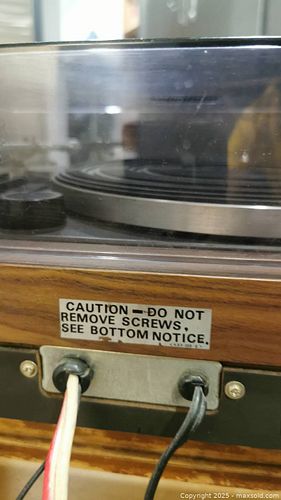 CAUTION — DO NOT
REMOVE SCREWS,
SEE BOTTOM NOTICE.
Copyright 2025 - maxsold.com